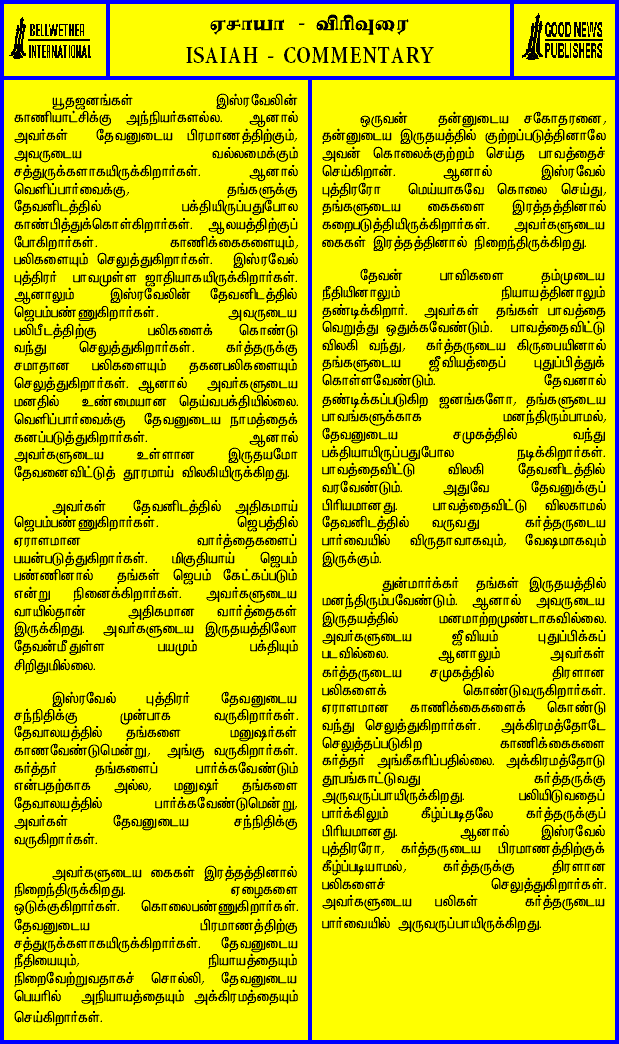 BELLWETHER
INTERNATIONAL
ஏசாயா - விரிவுரை
ISAIAH - COMMENTARY
GOOD NEWS
PUBLISHERS
யூதஜனங்கள் இஸ்ரவேலின்
காணியாட்சிக்கு அந்நியர்களல்ல. ஆனால்
அவர்கள் தேவனுடைய பிரமாணத்திற்கும்,
அவருடைய வல்லமைக்கும்
சத்துருக்களாகயிருக்கிறார்கள். ஆனால்
வெளிப்பார்வைக்கு, தங்களுக்கு
தேவனிடத்தில் பக்தியிருப்பதுபோல
காண்பித்துக்கொள்கிறார்கள். ஆலயத்திற்குப்
போகிறார்கள். காணிக்கைகளையும்,
பலிகளையும் செலுத்துகிறார்கள். இஸ்ரவேல்
புத்திரர் பாவமுள்ள ஜாதியாகயிருக்கிறார்கள்.
ஆனாலும் இஸ்ரவேலின் தேவனிடத்தில்
ஜெபம்பண்ணுகிறார்கள். அவருடைய
பலிபீடத்திற்கு பலிகளைக் கொண்டு
வந்து செலுத்துகிறார்கள். கர்த்தருக்கு
சமாதான பலிகளையும் தகனபலிகளையும்
செலுத்துகிறார்கள். ஆனால் அவர்களுடைய
மனதில் உண்மையான தெய்வபக்தியில்லை.
வெளிப்பார்வைக்கு தேவனுடைய நாமத்தைக்
கனப்படுத்துகிறார்கள். ஆனால்
அவர்களுடைய உள்ளான இருதயமோ
தேவனைவிட்டுத் தூரமாய் விலகியிருக்கிறது.
அவர்கள் தேவனிடத்தில் அதிகமாய்
ஜெபம்பண்ணுகிறார்கள். ஜெபத்தில்
ஏராளமான வார்த்தைகளைப்
பயன்படுத்துகிறார்கள். மிகுதியாய் ஜெபம்
பண்ணினால் தங்கள் ஜெபம் கேட்கப்படும்
என்று நினைக்கிறார்கள். அவர்களுடைய
வாயில்தான் அதிகமான வார்த்தைகள்
இருக்கிறது. அவர்களுடைய இருதயத்திலோ
தேவன்மீதுள்ள பயமும் பக்தியும்
சிறிதுமில்லை.
இஸ்ரவேல் புத்திரர் தேவனுடைய
சந்நிதிக்கு முன்பாக வருகிறார்கள்.
தேவாலயத்தில் தங்களை மனுஷர்கள்
காணவேண்டுமென்று, அங்கு வருகிறார்கள்.
கர்த்தர் தங்களைப் பார்க்கவேண்டும்
என்பதற்காக அல்ல, மனுஷர் தங்களை
தேவாலயத்தில் பார்க்கவேண்டுமென்று,
அவர்கள் தேவனுடைய சந்நிதிக்கு
வருகிறார்கள்.
அவர்களுடைய கைகள் இரத்தத்தினால்
நிறைந்திருக்கிறது. ஏழைகளை
ஒடுக்குகிறார்கள். கொலைபண்ணுகிறார்கள்.
தேவனுடைய பிரமாணத்திற்கு
சத்துருக்களாகயிருக்கிறார்கள். தேவனுடைய
நீதியையும், நியாயத்தையும்
நிறைவேற்றுவதாகச் சொல்லி, தேவனுடைய
பெயரில் அநியாயத்தையும் அக்கிரமத்தையும்
செய்கிறார்கள்.
ஒருவன் தன்னுடைய சகோதரனை,
தன்னுடைய இருதயத்தில் குற்றப்படுத்தினாலே
அவன் கொலைக்குற்றம் செய்த பாவத்தைச்
செய்கிறான். ஆனால் இஸ்ரவேல்
புத்திரரோ மெய்யாகவே கொலை செய்து,
தங்களுடைய கைகளை இரத்தத்தினால்
கறைபடுத்தியிருக்கிறார்கள். அவர்களுடைய
கைகள் இரத்தத்தினால் நிறைந்திருக்கிறது.
தேவன் பாவிகளை தம்முடைய
நீதியினாலும் நியாயத்தினாலும்
தண்டிக்கிறார். அவர்கள் தங்கள் பாவத்தை
வெறுத்து ஒதுக்கவேண்டும். பாவத்தைவிட்டு
விலகி வந்து, கர்த்தருடைய கிருபையினால்
தங்களுடைய ஜீவியத்தைப் புதுப்பித்துக்
கொள்ளவேண்டும். தேவனால்
தண்டிக்கப்படுகிற ஜனங்களோ, தங்களுடைய
பாவங்களுக்காக மனந்திரும்பாமல்,
தேவனுடைய சமுகத்தில் வந்து
பக்தியாயிருப்பதுபோல நடிக்கிறார்கள்.
பாவத்தைவிட்டு விலகி தேவனிடத்தில்
வரவேண்டும். அதுவே தேவனுக்குப்
பிரியமானது. பாவத்தைவிட்டு விலகாமல்
தேவனிடத்தில் வருவது கர்த்தருடைய
பார்வையில் விருதாவாகவும், வேஷமாகவும்
இருக்கும்.
துன்மார்க்கர் தங்கள் இருதயத்தில்
மனந்திரும்பவேண்டும். ஆனால் அவருடைய
இருதயத்தில் மனமாற்றமுண்டாகவில்லை.
அவர்களுடைய ஜீவியம் புதுப்பிக்கப்
படவில்லை. ஆனாலும் அவர்கள்
கர்த்தருடைய சமுகத்தில் திரளான
பலிகளைக் கொண்டுவருகிறார்கள்.
ஏராளமான காணிக்கைகளைக் கொண்டு
வந்து செலுத்துகிறார்கள். அக்கிரமத்தோடே
செலுத்தப்படுகிற காணிக்கைகளை
கர்த்தர் அங்கீகரிப்பதில்லை. அக்கிரமத்தோடு
தூபங்காட்டுவது கர்த்தருக்கு
அருவருப்பாயிருக்கிறது. பலியிடுவதைப்
பார்க்கிலும் கீழ்ப்படிதலே கர்த்தருக்குப்
பிரியமானது. ஆனால் இஸ்ரவேல்
புத்திரரோ, கர்த்தருடைய பிரமாணத்திற்குக்
கீழ்ப்படியாமல், கர்த்தருக்கு திரளான
பலிகளைச் செலுத்துகிறார்கள்.
அவர்களுடைய பலிகள் கர்த்தருடைய
பார்வையில் அருவருப்பாயிருக்கிறது.